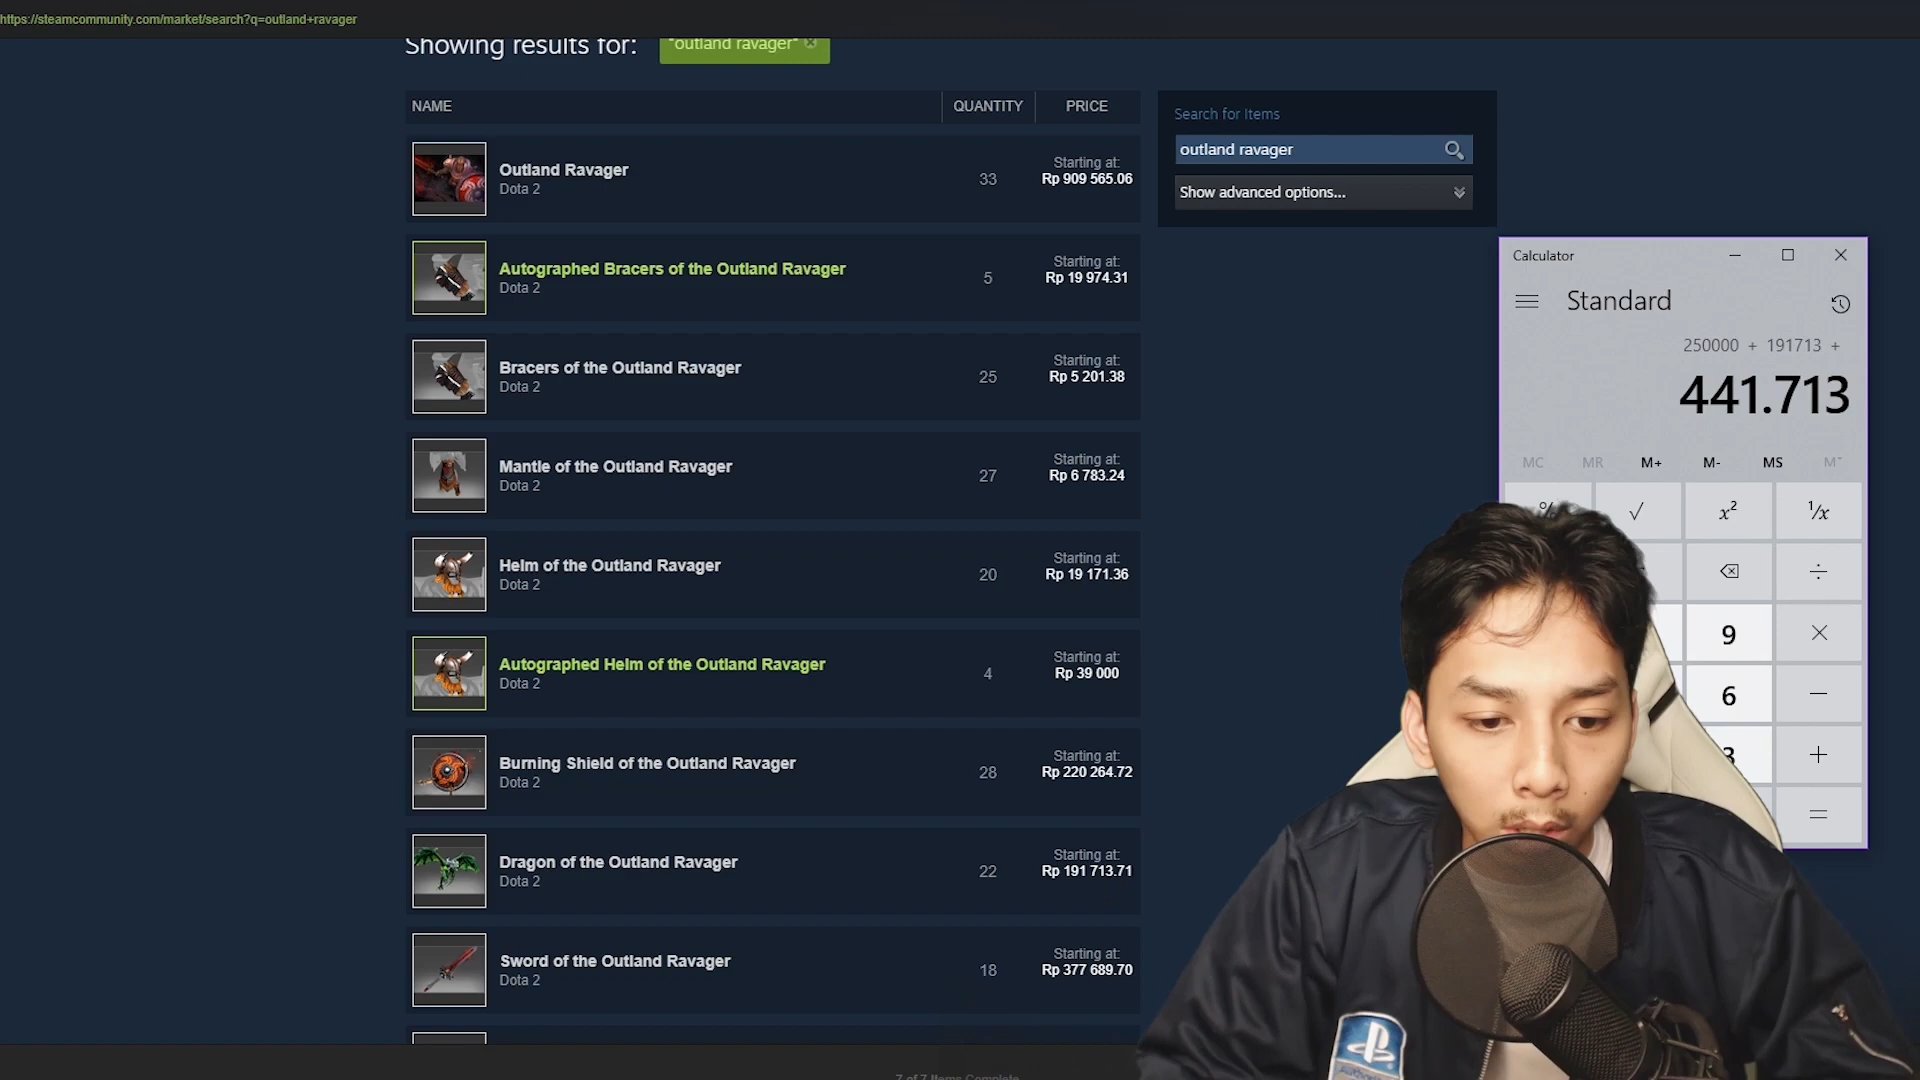 https://steamcommunity.com/market/search?q=outland+ravager
Showing results for:
"outland ravager"
NAME
QUANTITY
PRICE
Outland Ravager
Dota 2
33
Starting at:
Rp 909 565.06
Autographed Bracers of the Outland Ravager
Dota 2
5
Starting at:
Rp 19 974.31
Bracers of the Outland Ravager
Dota 2
25
Starting at:
Rp 5 201.38
Mantle of the Outland Ravager
Dota 2
27
Starting at:
Rp 6 783.24
Helm of the Outland Ravager
Dota 2
20
Starting at:
Rp 19 171.36
Autographed Helm of the Outland Ravager
Dota 2
4
Starting at:
Rp 39 000
Burning Shield of the Outland Ravager
Dota 2
28
Starting at:
Rp 220 264.72
Dragon of the Outland Ravager
Dota 2
22
Starting at:
Rp 191 713.71
Sword of the Outland Ravager
Dota 2
18
Starting at:
Rp 377 689.70
7 of 7 Items Complete
Search for Items
outland ravager
Show advanced options...
Calculator
Standard
250000 + 191713 +
441.713
MC MR M+ M- MS M˅
% √ x² ¹/x
÷
9 ×
6 −
3 +
=